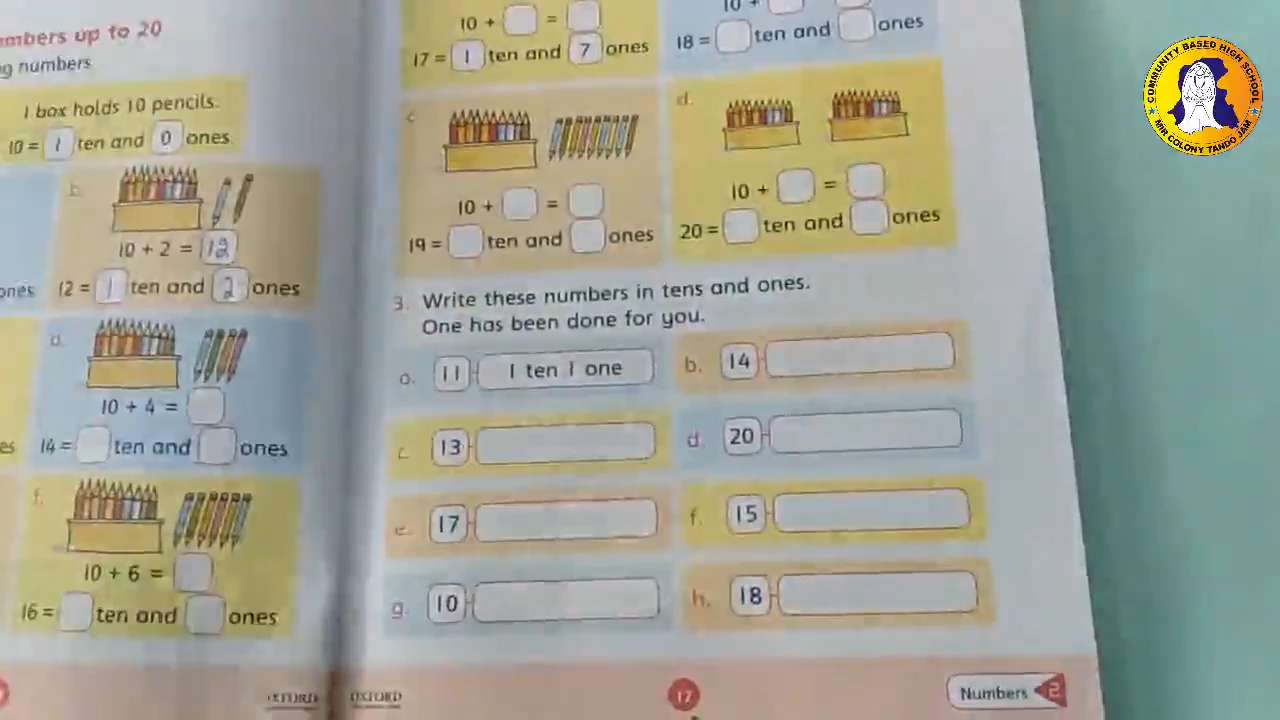 numbers up to 20
numbers
1 box holds 10 pencils.
10 = 1 ten and 0 ones
b.
10 + 2 = 12
ones
12 = 1 ten and 2 ones
d.
10 + 4 =
14 = ten and ones
f.
10 + 6 =
16 = ten and ones
OXFORD
10 + =
17 = 1 ten and 7 ones
10 +
18 = ten and ones
c.
10 + =
19 = ten and ones
d.
10 + =
20 = ten and ones
3. Write these numbers in tens and ones.
One has been done for you.
a. 11 1 ten 1 one
b. 14
c. 13
d. 20
e. 17
f. 15
g. 10
h. 18
OXFORD
17
Numbers 2
COMMUNITY BASED HIGH SCHOOL
MIR COLONY TANDO JAM